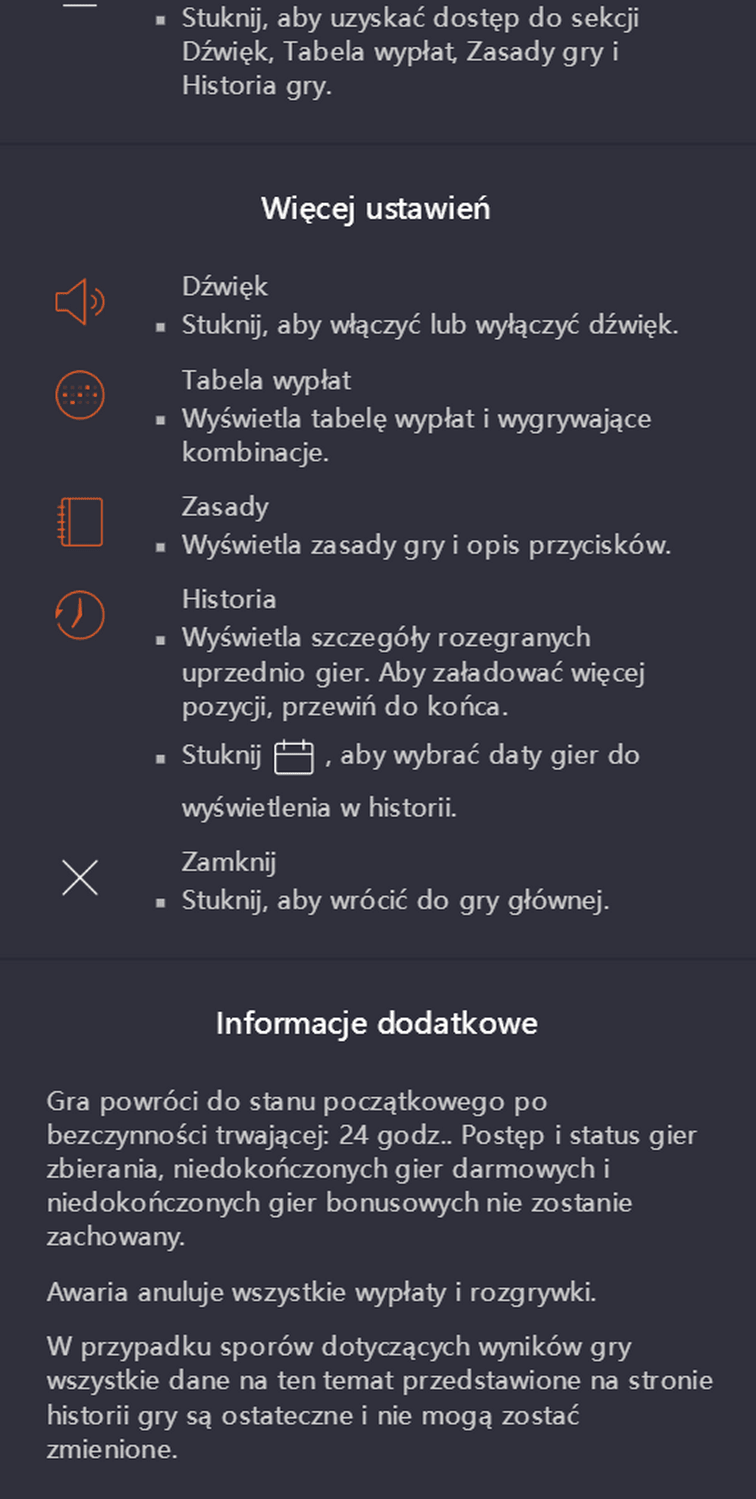 ▪ Stuknij, aby uzyskać dostęp do sekcji
Dźwięk, Tabela wypłat, Zasady gry i
Historia gry.
Więcej ustawień
Dźwięk
▪ Stuknij, aby włączyć lub wyłączyć dźwięk.
Tabela wypłat
▪ Wyświetla tabelę wypłat i wygrywające
kombinacje.
Zasady
▪ Wyświetla zasady gry i opis przycisków.
Historia
▪ Wyświetla szczegóły rozegranych
uprzednio gier. Aby załadować więcej
pozycji, przewiń do końca.
▪ Stuknij , aby wybrać daty gier do
wyświetlenia w historii.
Zamknij
▪ Stuknij, aby wrócić do gry głównej.
Informacje dodatkowe
Gra powróci do stanu początkowego po
bezczynności trwającej: 24 godz.. Postęp i status gier
zbierania, niedokończonych gier darmowych i
niedokończonych gier bonusowych nie zostanie
zachowany.
Awaria anuluje wszystkie wypłaty i rozgrywki.
W przypadku sporów dotyczących wyników gry
wszystkie dane na ten temat przedstawione na stronie
historii gry są ostateczne i nie mogą zostać
zmienione.